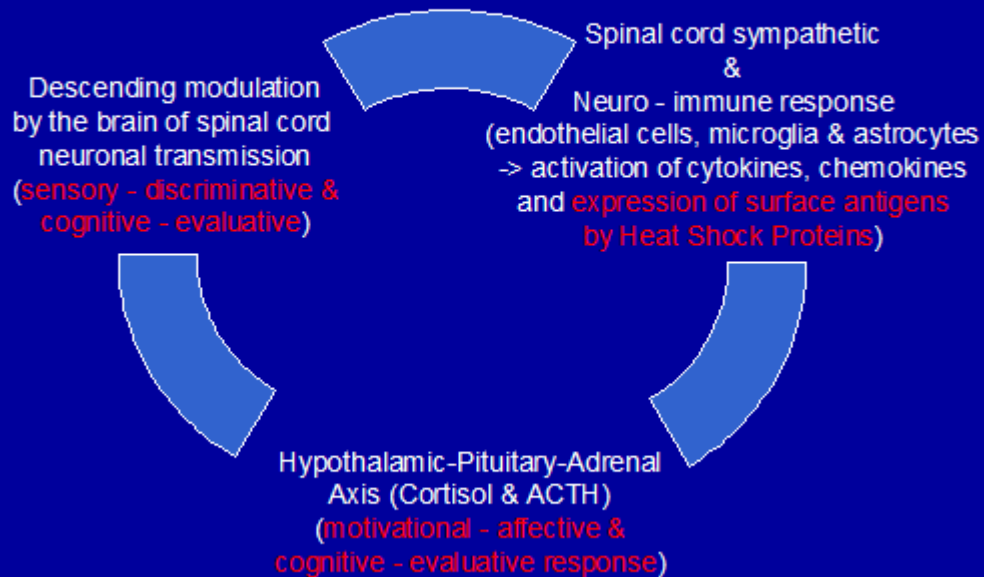 Descending modulation
by the brain of spinal cord
neuronal transmission
(sensory - discriminative &
cognitive - evaluative)
Spinal cord sympathetic
&
Neuro - immune response
(endothelial cells, microglia & astrocytes
-> activation of cytokines, chemokines
and expression of surface antigens
by Heat Shock Proteins)
Hypothalamic-Pituitary-Adrenal
Axis (Cortisol & ACTH)
(motivational - affective &
cognitive - evaluative response)